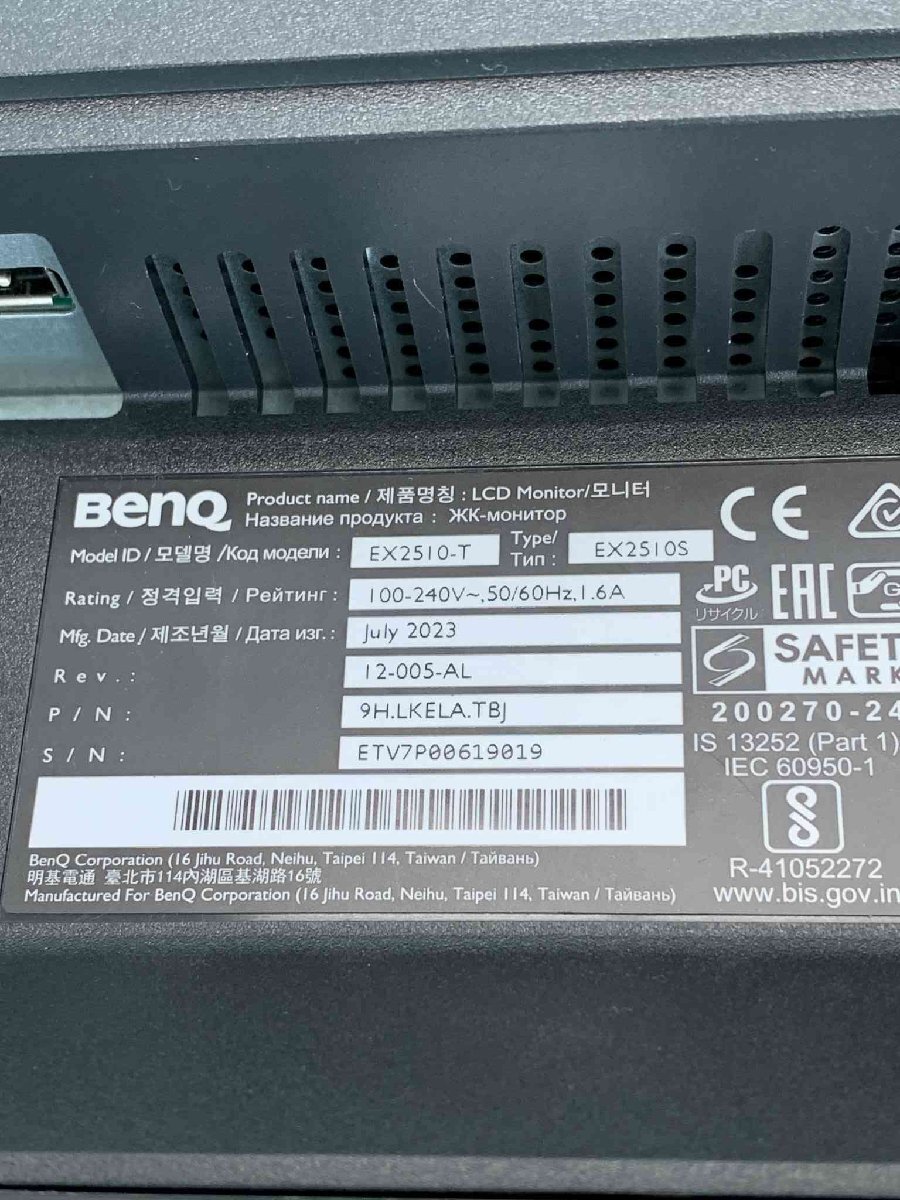 BenQ
Product name / 제품명칭 : LCD Monitor/모니터
Название продукта : ЖК-монитор
Model ID / 모델명 /Код модели : EX2510-T Type/ Тип : EX2510S
Rating / 정격입력 / Рейтинг : 100-240V~,50/60Hz,1.6A
Mfg. Date / 제조년월 / Дата изг. : July 2023
Rev. : 12-005-AL
P/N : 9H.LKELA.TBJ
S/N : ETV7P00619019
BenQ Corporation (16 Jihu Road, Neihu, Taipei 114, Taiwan / Тайвань)
明基電通 臺北市114內湖區基湖路16號
Manufactured For BenQ Corporation (16 Jihu Road, Neihu, Taipei 114, Taiwan / Тайвань)
CE
PC
リサイクル
EAC
G
SAFET
MARK
200270-24
IS 13252 (Part 1)
IEC 60950-1
R-41052272
www.bis.gov.in